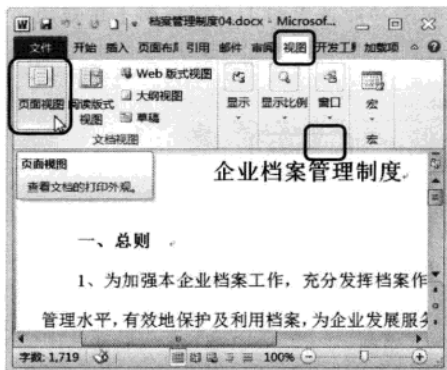 档案管理制度04.docx - Microsof...
文件 开始 插入 页面布局 引用 邮件 审阅 视图 开发工具 加载项
页面视图 阅读版式视图 Web 版式视图 大纲视图 草稿 显示 显示比例 窗口 宏
文档视图 宏
页面视图
查看文档的打印外观。
企业档案管理制度
一、总则
1、为加强本企业档案工作，充分发挥档案作
管理水平，有效地保护及利用档案，为企业发展服务
字数: 1,719 100%